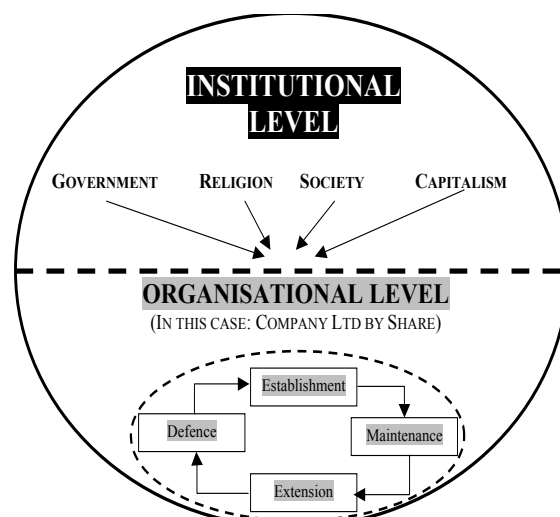 INSTITUTIONAL
LEVEL
GOVERNMENT RELIGION SOCIETY CAPITALISM
ORGANISATIONAL LEVEL
(IN THIS CASE: COMPANY LTD BY SHARE)
Establishment
Defence Maintenance
Extension